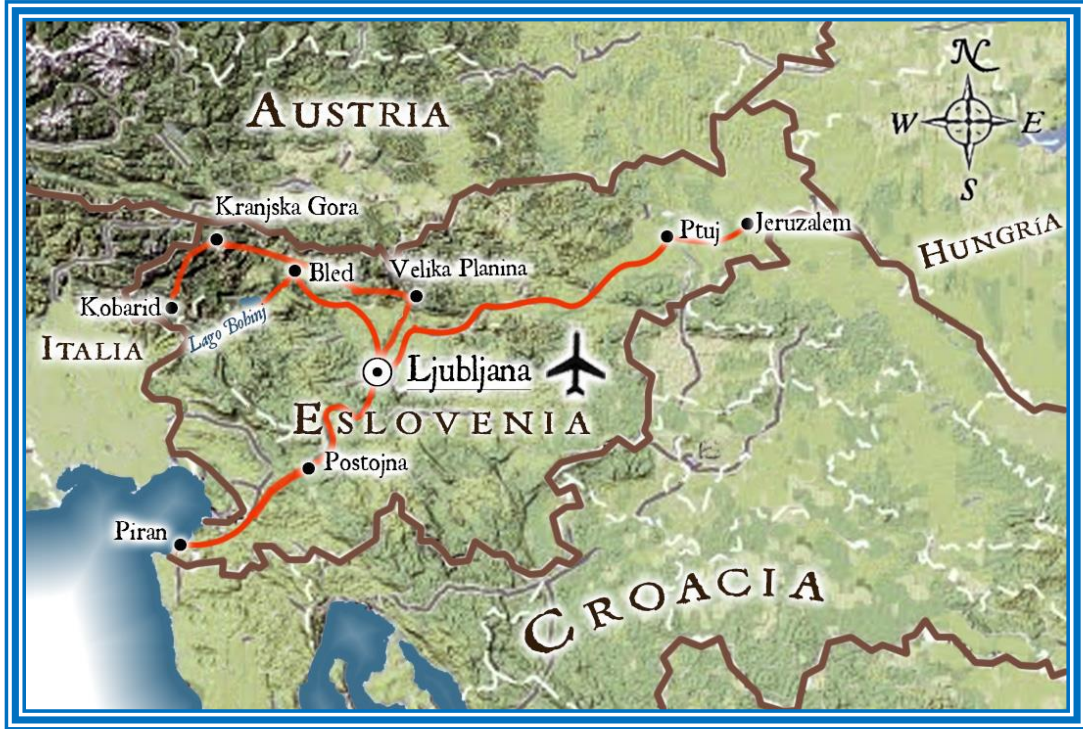 N
AUSTRIA
W E
S
Kranjska Gora
Ptuj
Jeruzalem
HUNGRíA
Bled
Velika Planina
Kobarid
Lago Bohinj
ITALIA
Ljubljana
ESLOVENIA
Postojna
Piran
CROACIA